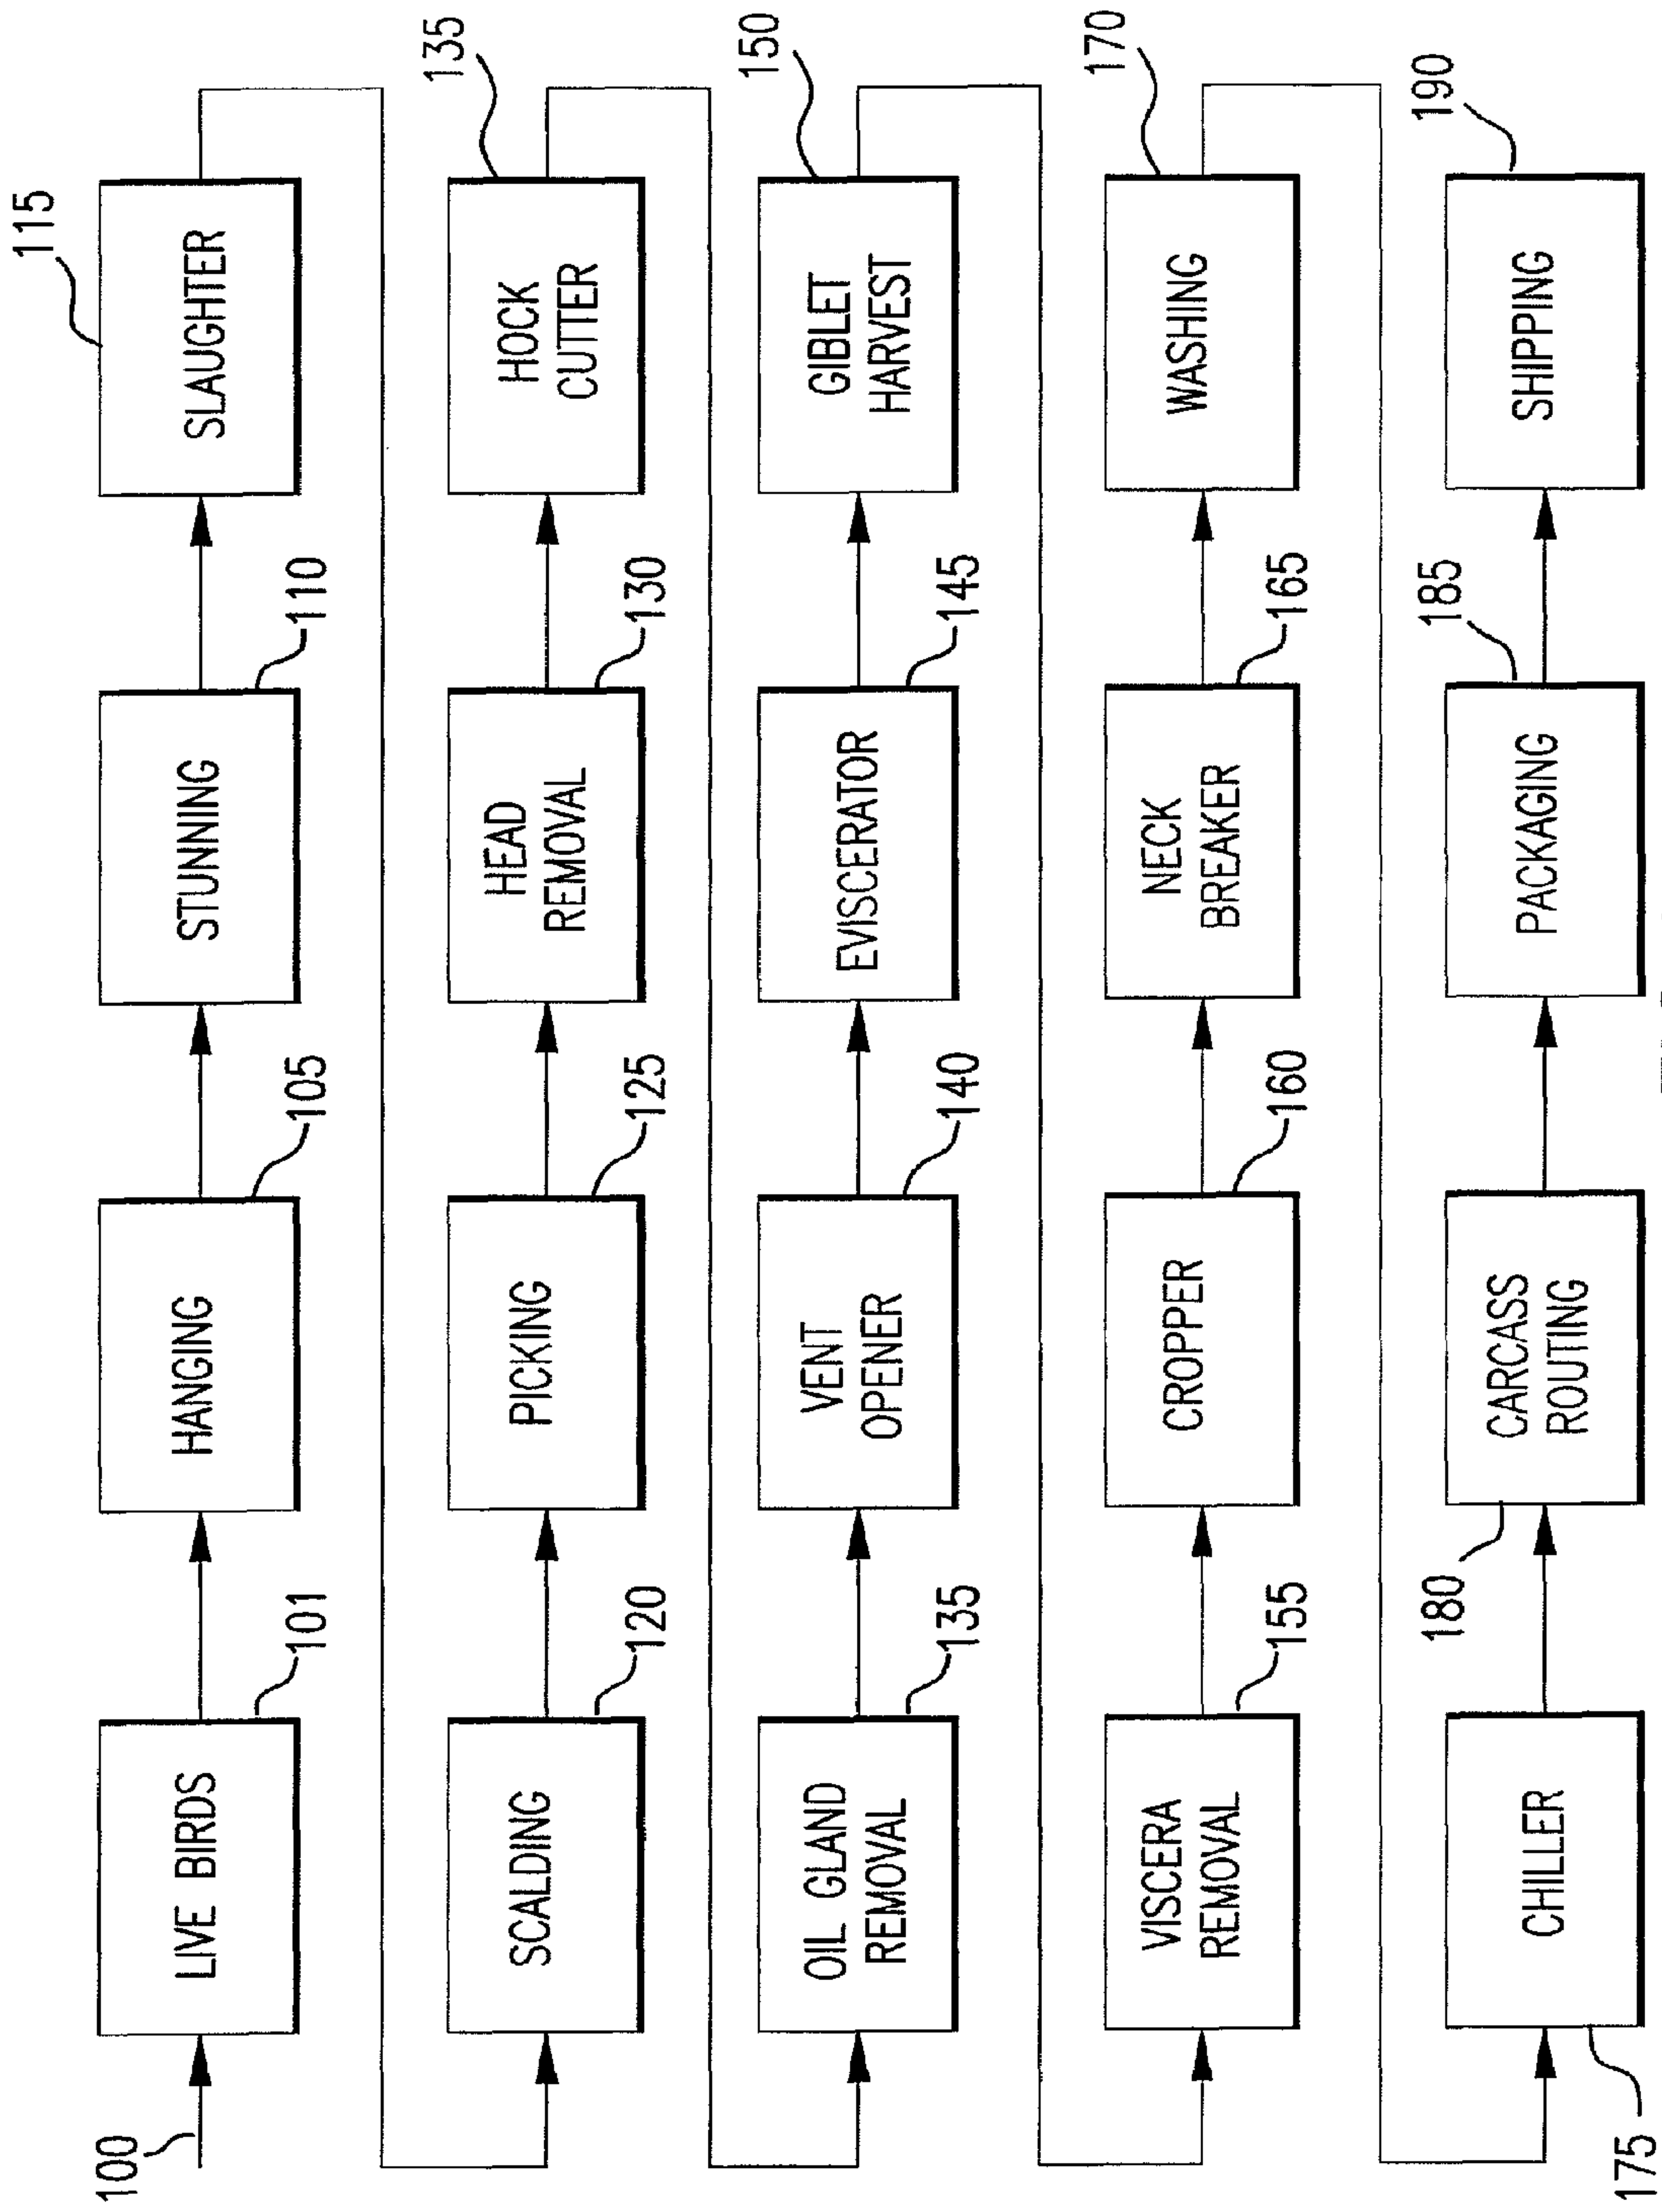 100
LIVE BIRDS
101
HANGING
105
STUNNING
110
SLAUGHTER
115
SCALDING
120
PICKING
125
HEAD
REMOVAL
130
HOCK
CUTTER
135
OIL GLAND
REMOVAL
135
VENT
OPENER
140
EVISCERATOR
145
GIBLET
HARVEST
150
VISCERA
REMOVAL
155
CROPPER
160
NECK
BREAKER
165
WASHING
170
CHILLER
175
CARCASS
ROUTING
180
PACKAGING
185
SHIPPING
190